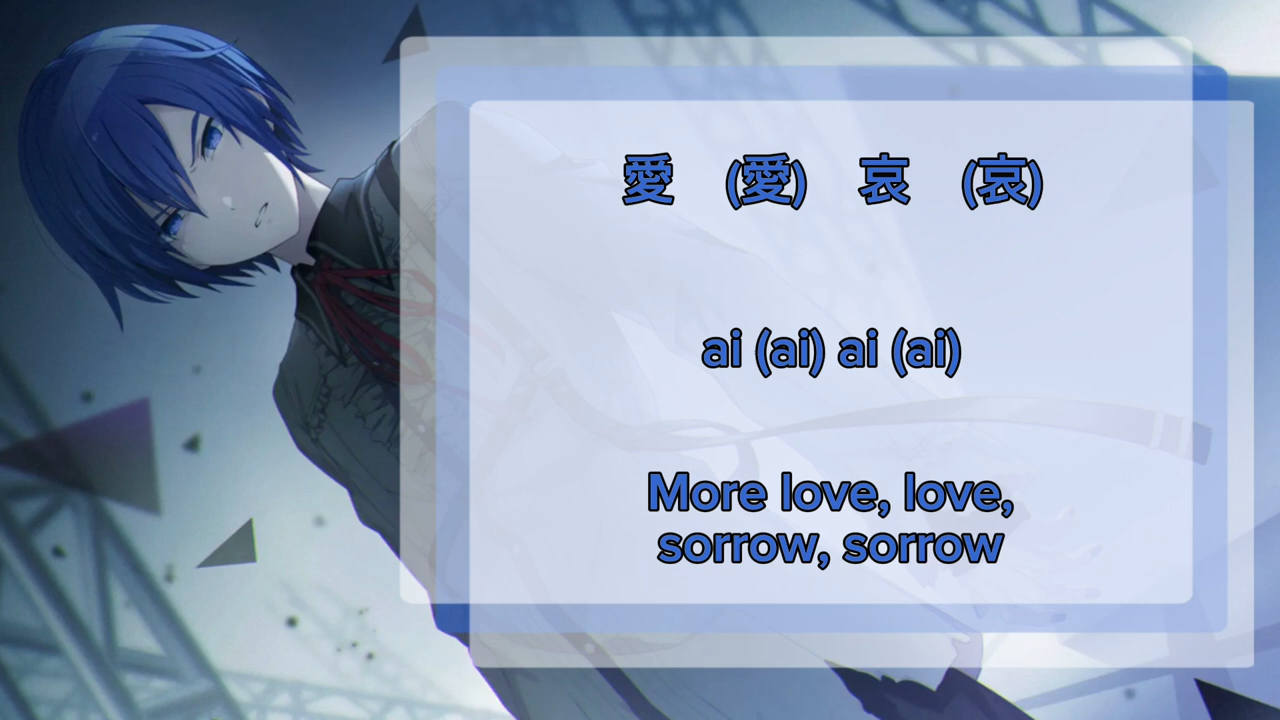 愛 (愛) 哀 (哀)
ai (ai) ai (ai)
More love, love,
sorrow, sorrow